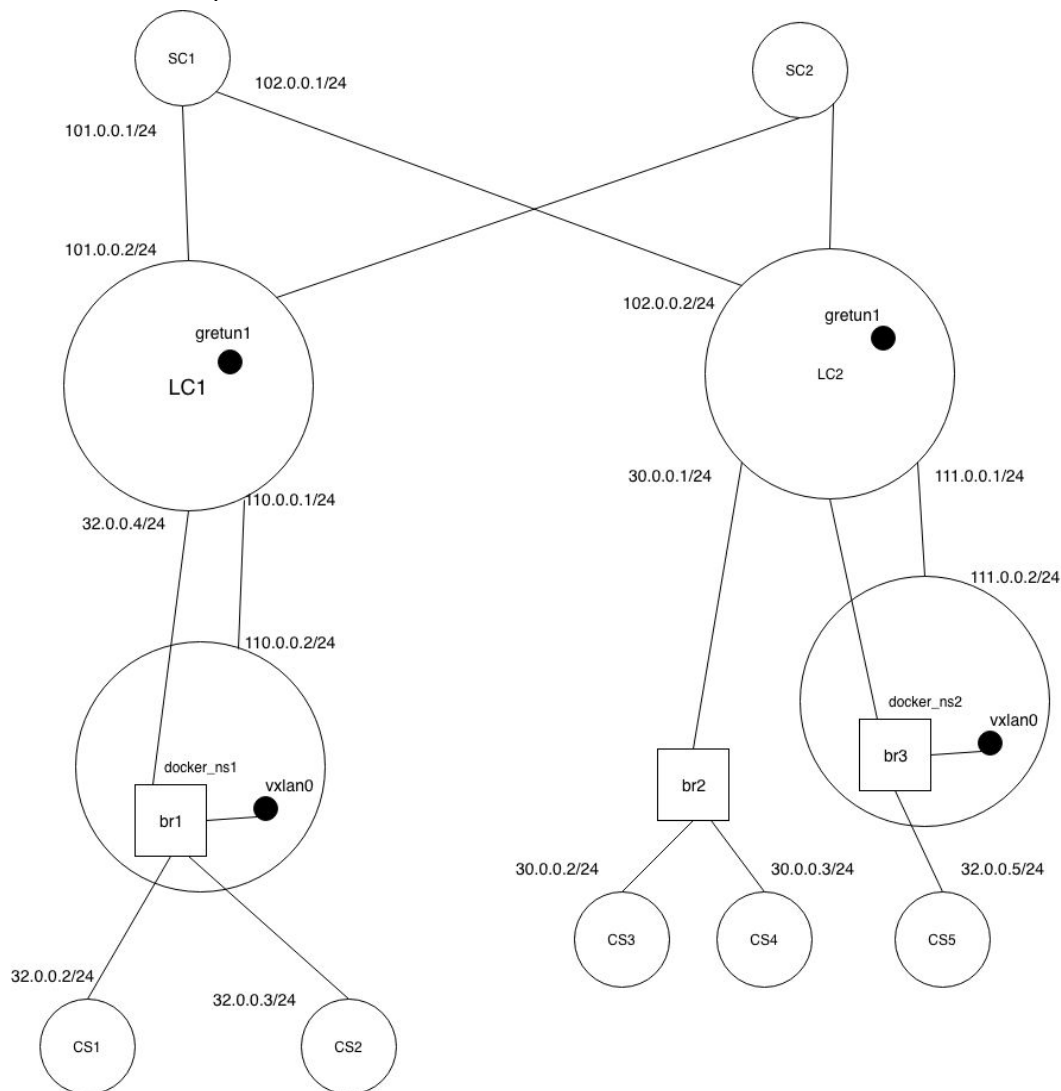 SC1
SC2
102.0.0.1/24
101.0.0.1/24
101.0.0.2/24
102.0.0.2/24
gretun1
gretun1
LC1
LC2
30.0.0.1/24
111.0.0.1/24
110.0.0.1/24
32.0.0.4/24
111.0.0.2/24
110.0.0.2/24
docker_ns2
vxlan0
docker_ns1
br3
vxlan0
br2
br1
30.0.0.2/24
30.0.0.3/24
32.0.0.5/24
CS3
CS4
CS5
32.0.0.2/24
32.0.0.3/24
CS1
CS2